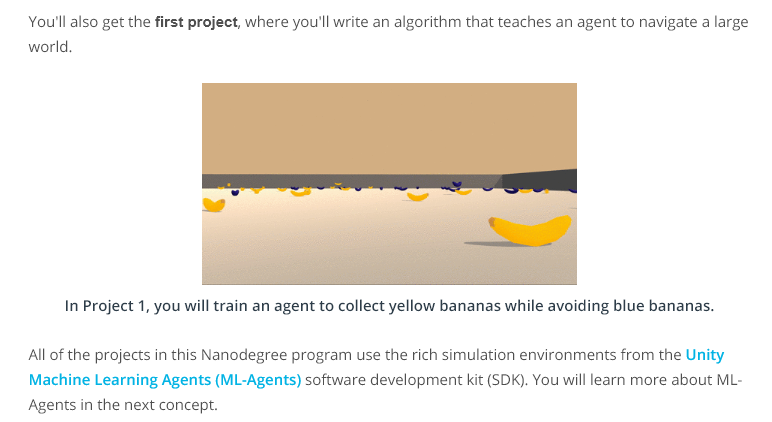 You'll also get the first project, where you'll write an algorithm that teaches an agent to navigate a large
world.
In Project 1, you will train an agent to collect yellow bananas while avoiding blue bananas.
All of the projects in this Nanodegree program use the rich simulation environments from the Unity
Machine Learning Agents (ML-Agents) software development kit (SDK). You will learn more about ML-
Agents in the next concept.